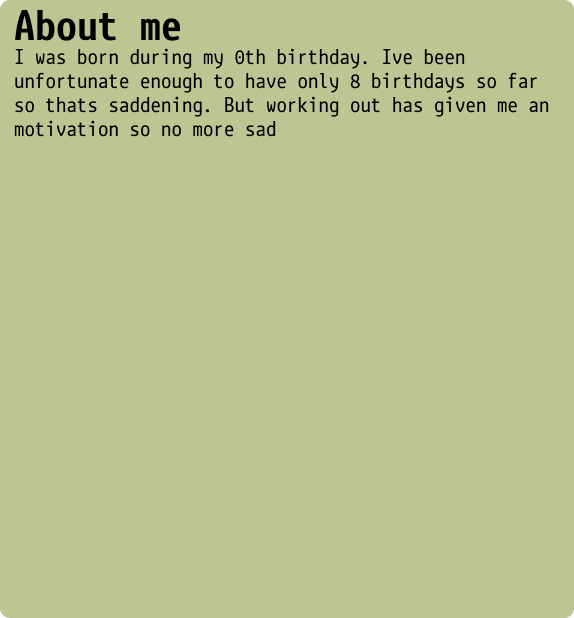 About me
I was born during my 0th birthday. Ive been
unfortunate enough to have only 8 birthdays so far
so thats saddening. But working out has given me an
motivation so no more sad